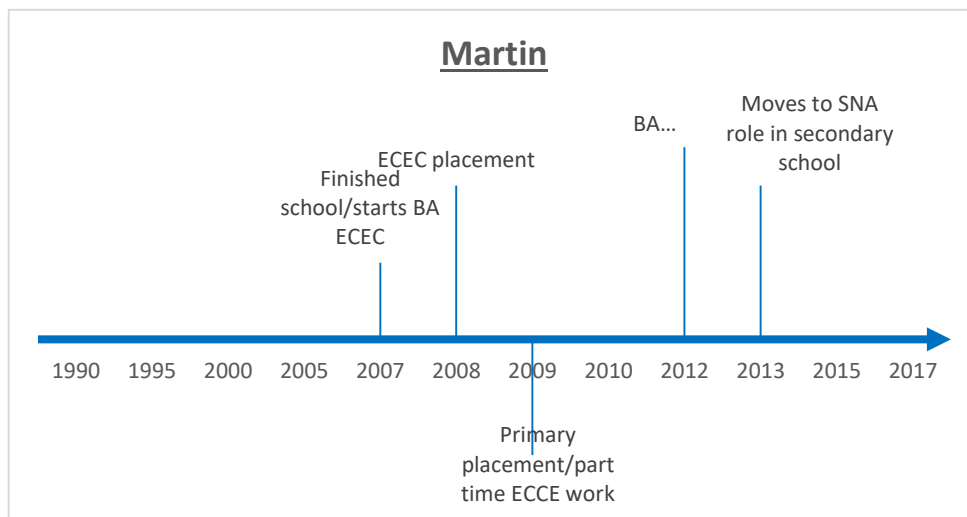 Martin
Moves to SNA
role in secondary
school
BA...
ECEC placement
Finished
school/starts BA
ECEC
1990 1995 2000 2005 2007 2008 2009 2010 2012 2013 2015 2017
Primary
placement/part
time ECCE work